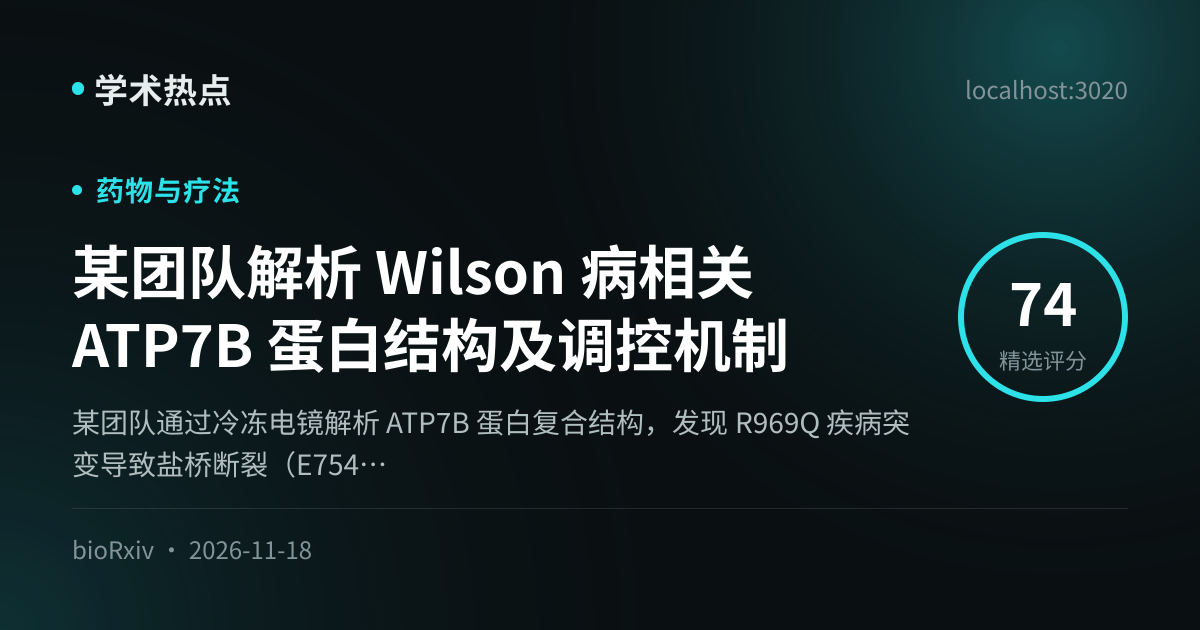 学术热点
localhost:3020
药物与疗法
某团队解析 Wilson 病相关
ATP7B 蛋白结构及调控机制
74
精选评分
某团队通过冷冻电镜解析 ATP7B 蛋白复合结构，发现 R969Q 疾病突
变导致盐桥断裂（E754…
bioRxiv • 2026-11-18